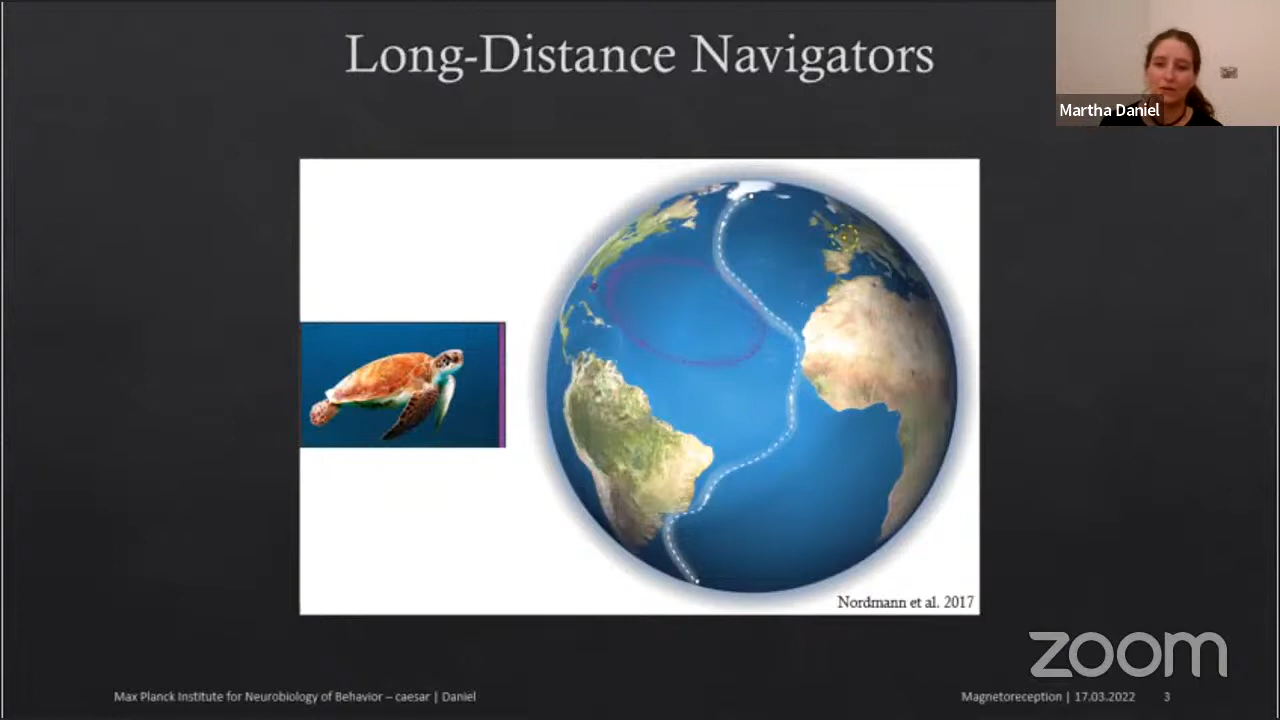 Long-Distance Navigators
Martha Daniel
Nordmann et al. 2017
zoom
Max Planck Institute for Neurobiology of Behavior – caesar | Daniel
Magnetoreception | 17.03.2022 3